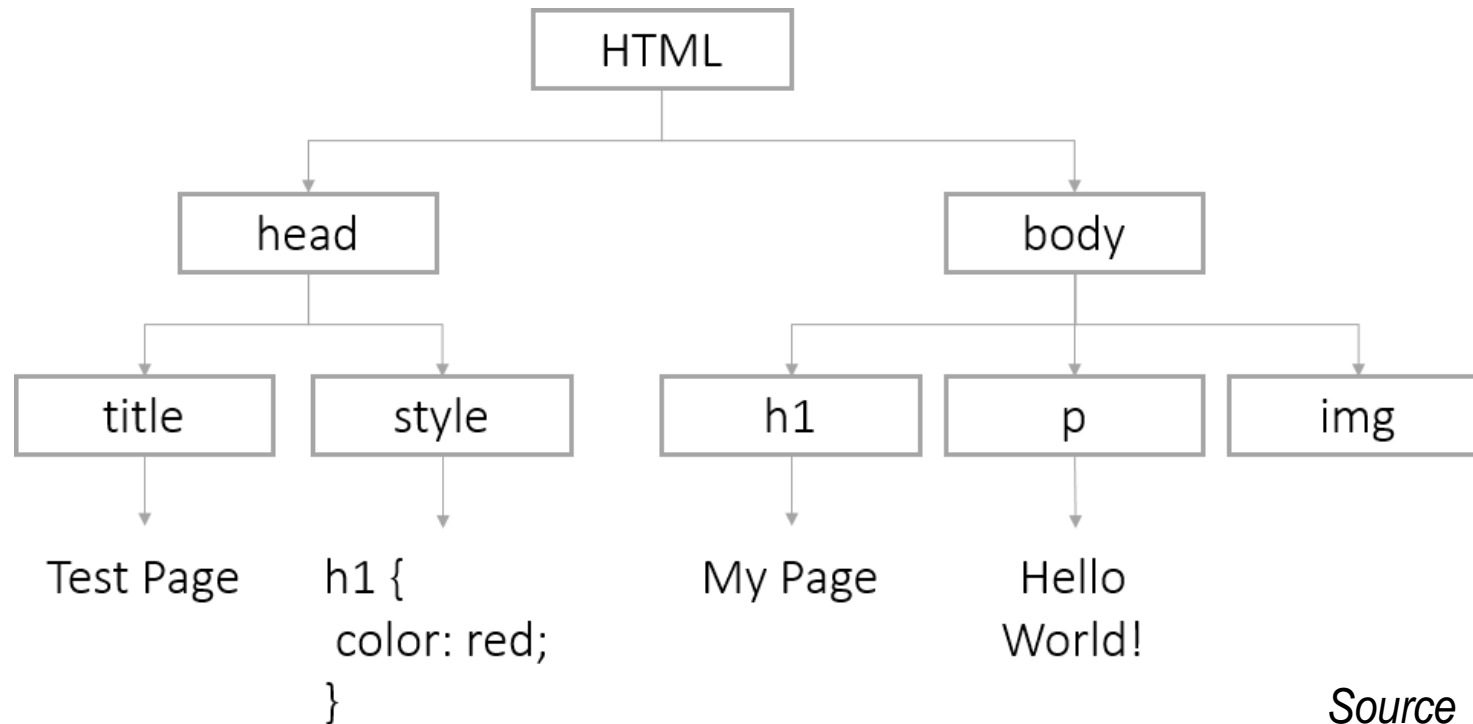 HTML
head
body
title
style
h1
p
img
Test Page
h1 {
color: red;
}
My Page
Hello
World!
Source